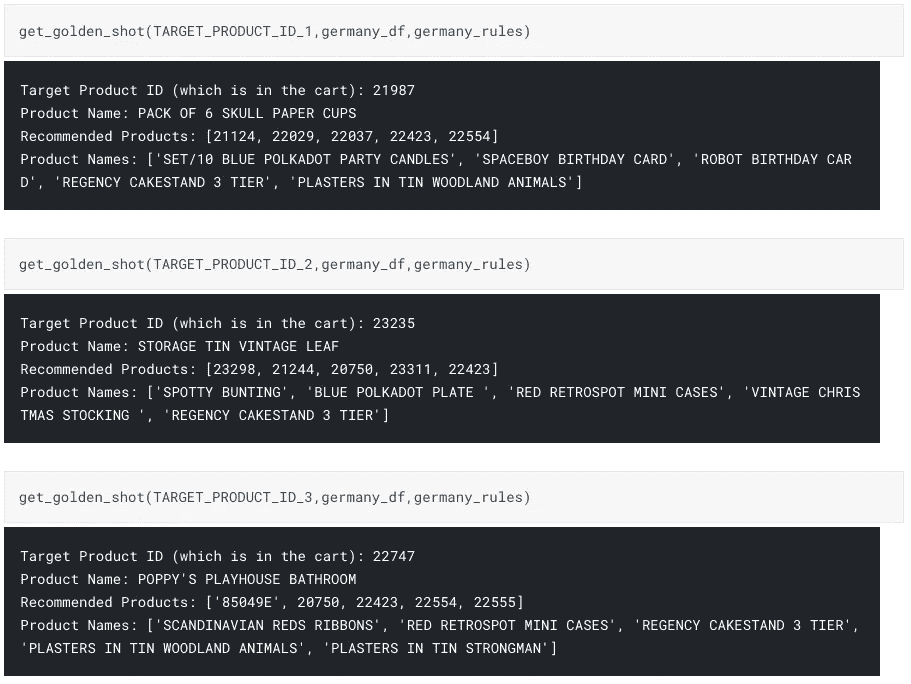 get_golden_shot(TARGET_PRODUCT_ID_1,germany_df,germany_rules)
Target Product ID (which is in the cart): 21987
Product Name: PACK OF 6 SKULL PAPER CUPS
Recommended Products: [21124, 22029, 22037, 22423, 22554]
Product Names: ['SET/10 BLUE POLKADOT PARTY CANDLES', 'SPACEBOY BIRTHDAY CARD', 'ROBOT BIRTHDAY CAR
D', 'REGENCY CAKESTAND 3 TIER', 'PLASTERS IN TIN WOODLAND ANIMALS']
get_golden_shot(TARGET_PRODUCT_ID_2,germany_df,germany_rules)
Target Product ID (which is in the cart): 23235
Product Name: STORAGE TIN VINTAGE LEAF
Recommended Products: [23298, 21244, 20750, 23311, 22423]
Product Names: ['SPOTTY BUNTING', 'BLUE POLKADOT PLATE ', 'RED RETROSPOT MINI CASES', 'VINTAGE CHRIS
TMAS STOCKING ', 'REGENCY CAKESTAND 3 TIER']
get_golden_shot(TARGET_PRODUCT_ID_3,germany_df,germany_rules)
Target Product ID (which is in the cart): 22747
Product Name: POPPY'S PLAYHOUSE BATHROOM
Recommended Products: ['85049E', 20750, 22423, 22554, 22555]
Product Names: ['SCANDINAVIAN REDS RIBBONS', 'RED RETROSPOT MINI CASES', 'REGENCY CAKESTAND 3 TIER',
'PLASTERS IN TIN WOODLAND ANIMALS', 'PLASTERS IN TIN STRONGMAN']